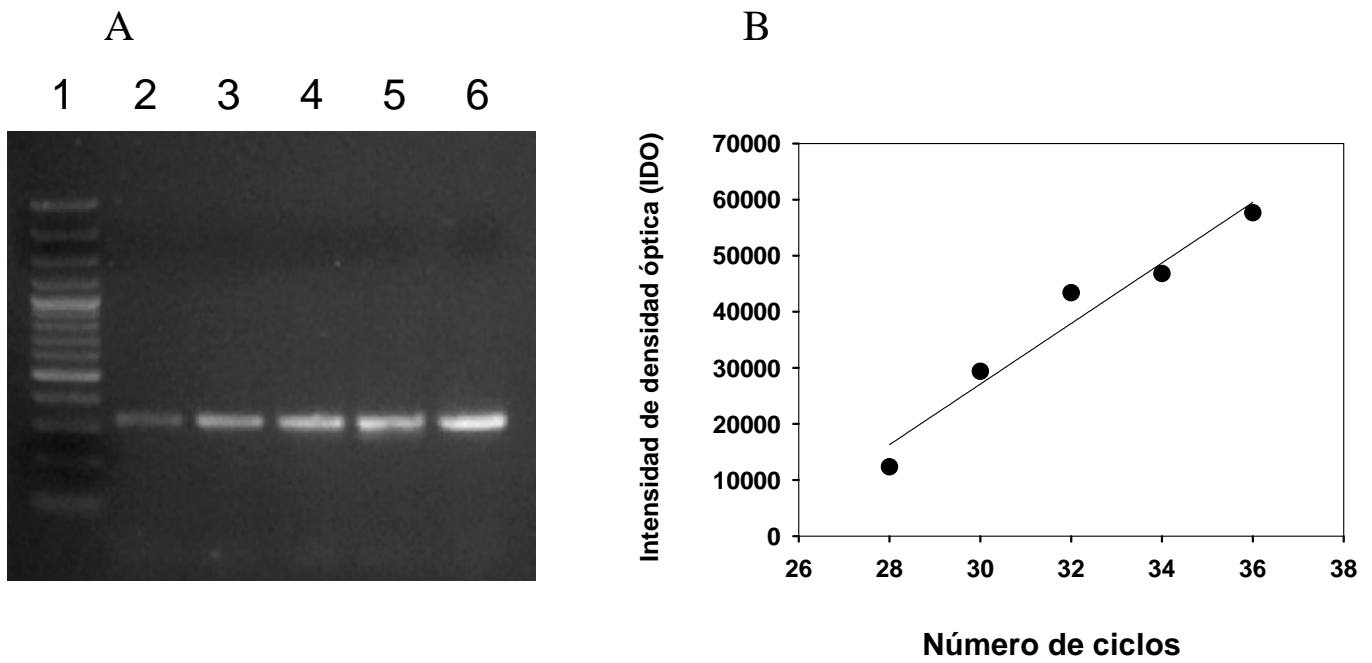 A
1 2 3 4 5 6
B
Intensidad de densidad óptica (IDO)
70000
60000
50000
40000
30000
20000
10000
0
26 28 30 32 34 36 38
Número de ciclos